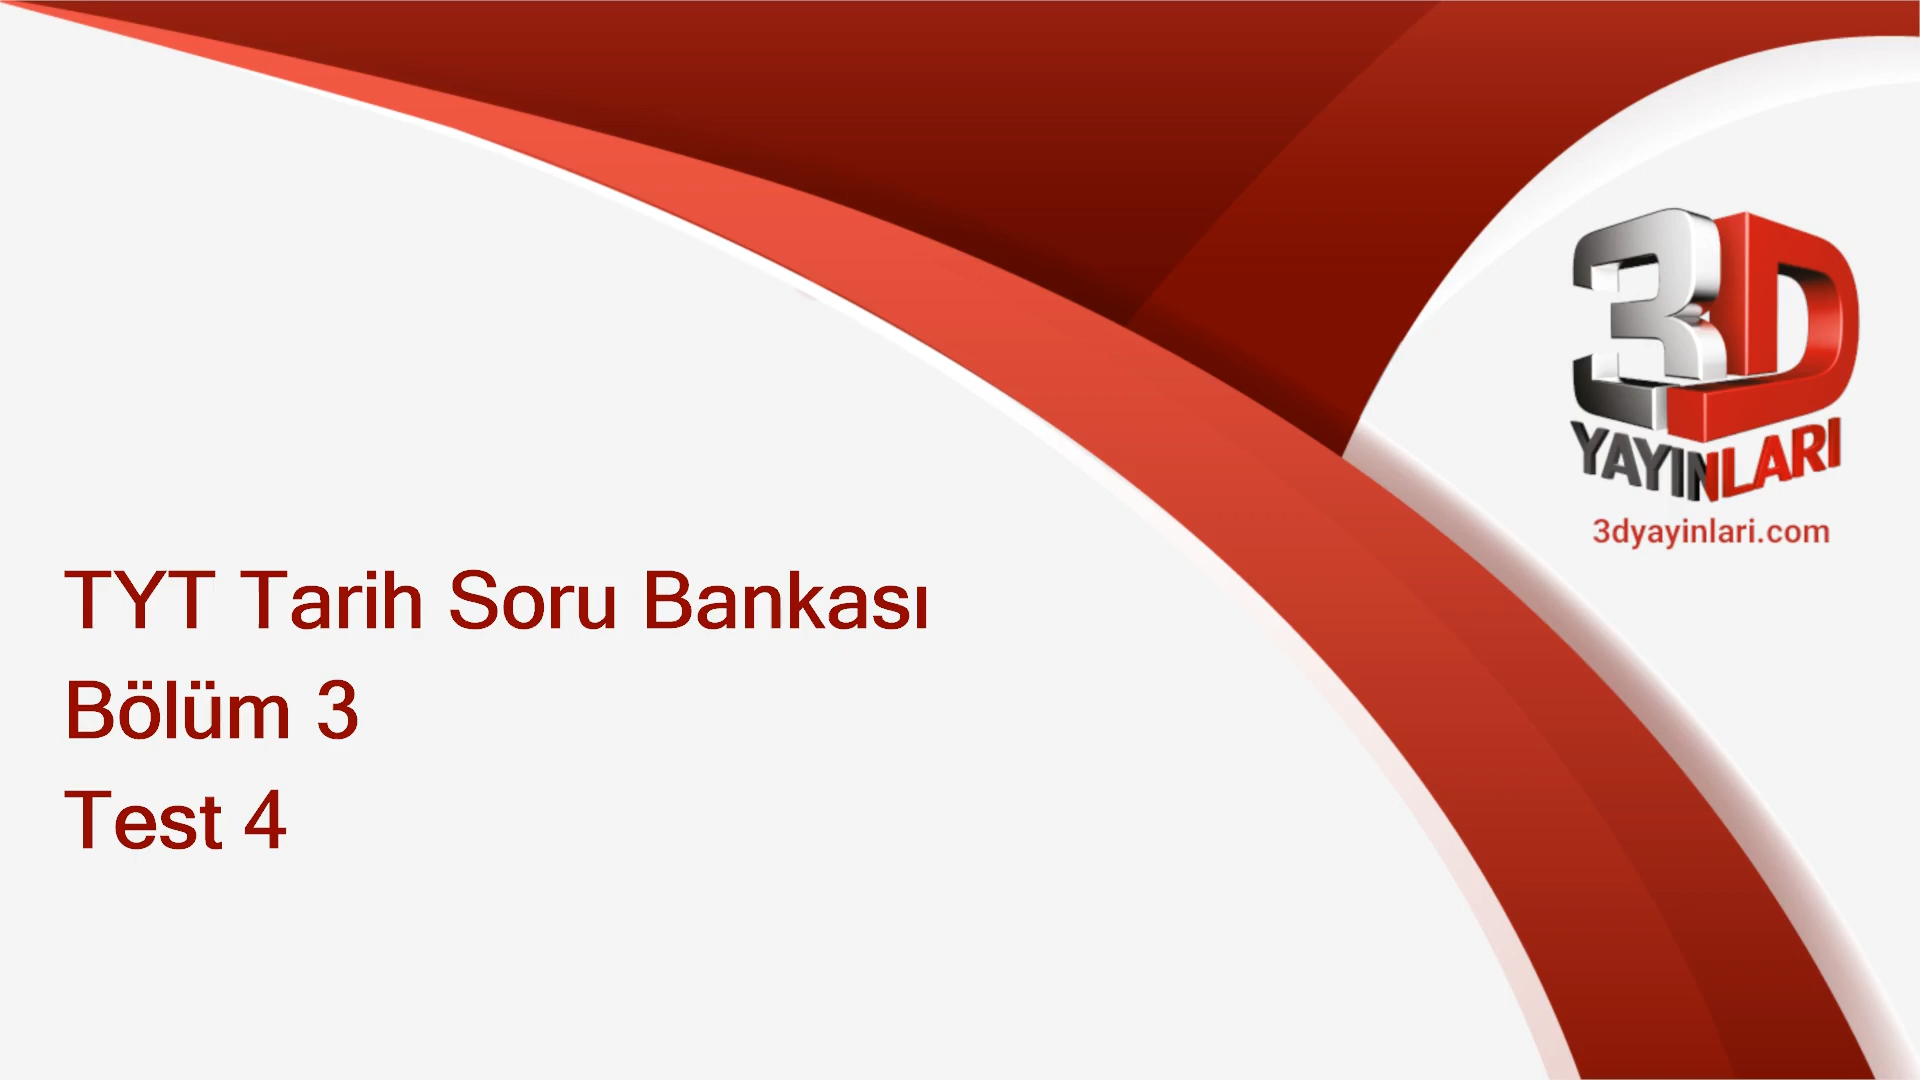 3D
YAYINLARI
3dyayinlari.com
TYT Tarih Soru Bankası
Bölüm 3
Test 4